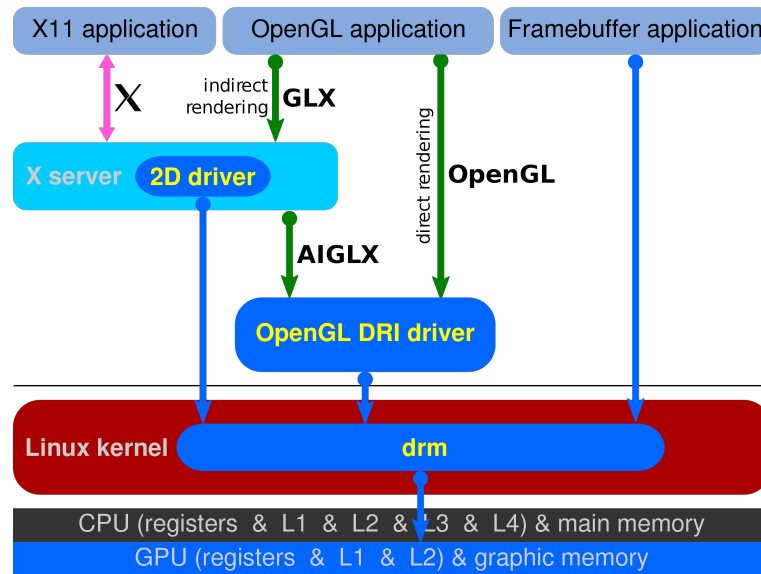 X11 application
OpenGL application
Framebuffer application
X
indirect
rendering
GLX
direct rendering
OpenGL
X server
2D driver
AIGLX
OpenGL DRI driver
Linux kernel
drm
CPU (registers & L1 & L2 & L3 & L4) & main memory
GPU (registers & L1 & L2) & graphic memory